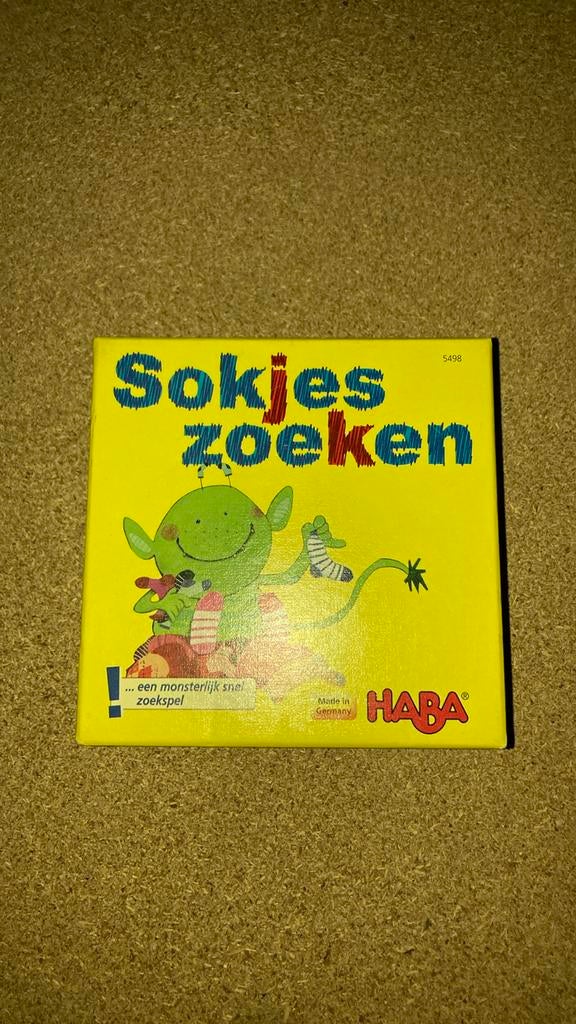 5498
Sokjes
zoeken
! ... een monsterlijk snel
zoekspel
Made in
Germany
HABA®